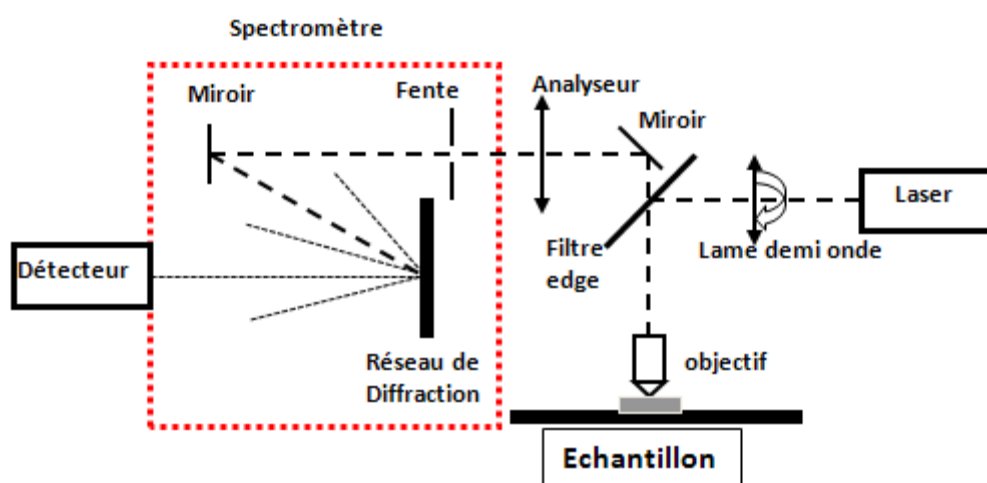 Spectromètre
Miroir
Fente
Analyseur
Miroir
Laser
Filtre
edge
Lame demi onde
Détecteur
Réseau de
Diffraction
objectif
Echantillon